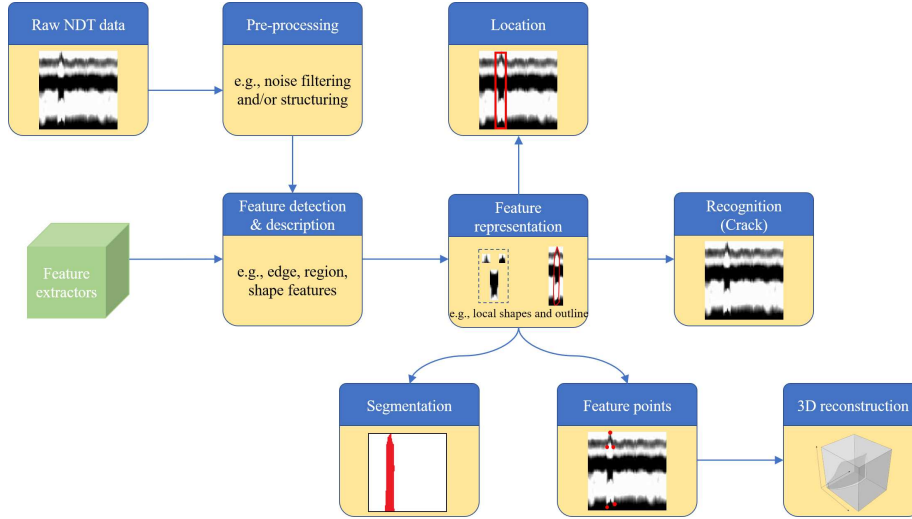 Raw NDT data
Pre-processing
e.g., noise filtering
and/or structuring
Location
Feature
extractors
Feature detection
& description
e.g., edge, region,
shape features
Feature
representation
e.g., local shapes and outline
Recognition
(Crack)
Segmentation
Feature points
3D reconstruction